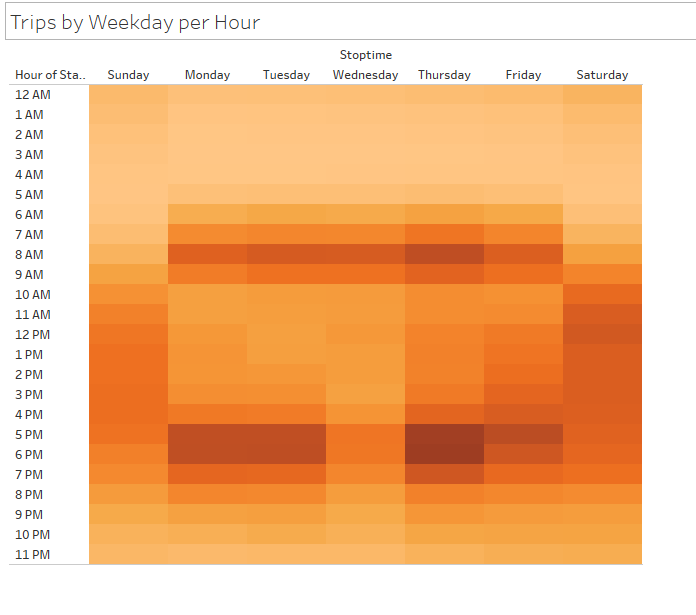 Trips by Weekday per Hour
Stoptime
Hour of Sta.. Sunday Monday Tuesday Wednesday Thursday Friday Saturday
12 AM
1 AM
2 AM
3 AM
4 AM
5 AM
6 AM
7 AM
8 AM
9 AM
10 AM
11 AM
12 PM
1 PM
2 PM
3 PM
4 PM
5 PM
6 PM
7 PM
8 PM
9 PM
10 PM
11 PM